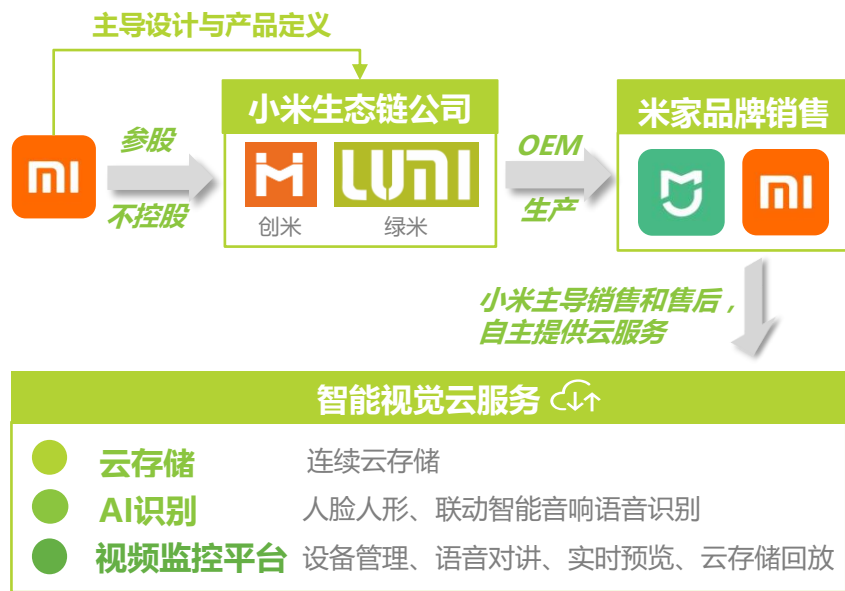 主导设计与产品定义
小米生态链公司
米家品牌销售
参股
OEM
LUMI
不控股
生产
创米
绿米
小米主导销售和售后，
自主提供云服务
智能视觉云服务
云存储
连续云存储
AI识别
人脸人形、联动智能音响语音识别
视频监控平台
设备管理、语音对讲、实时预览、云存储回放